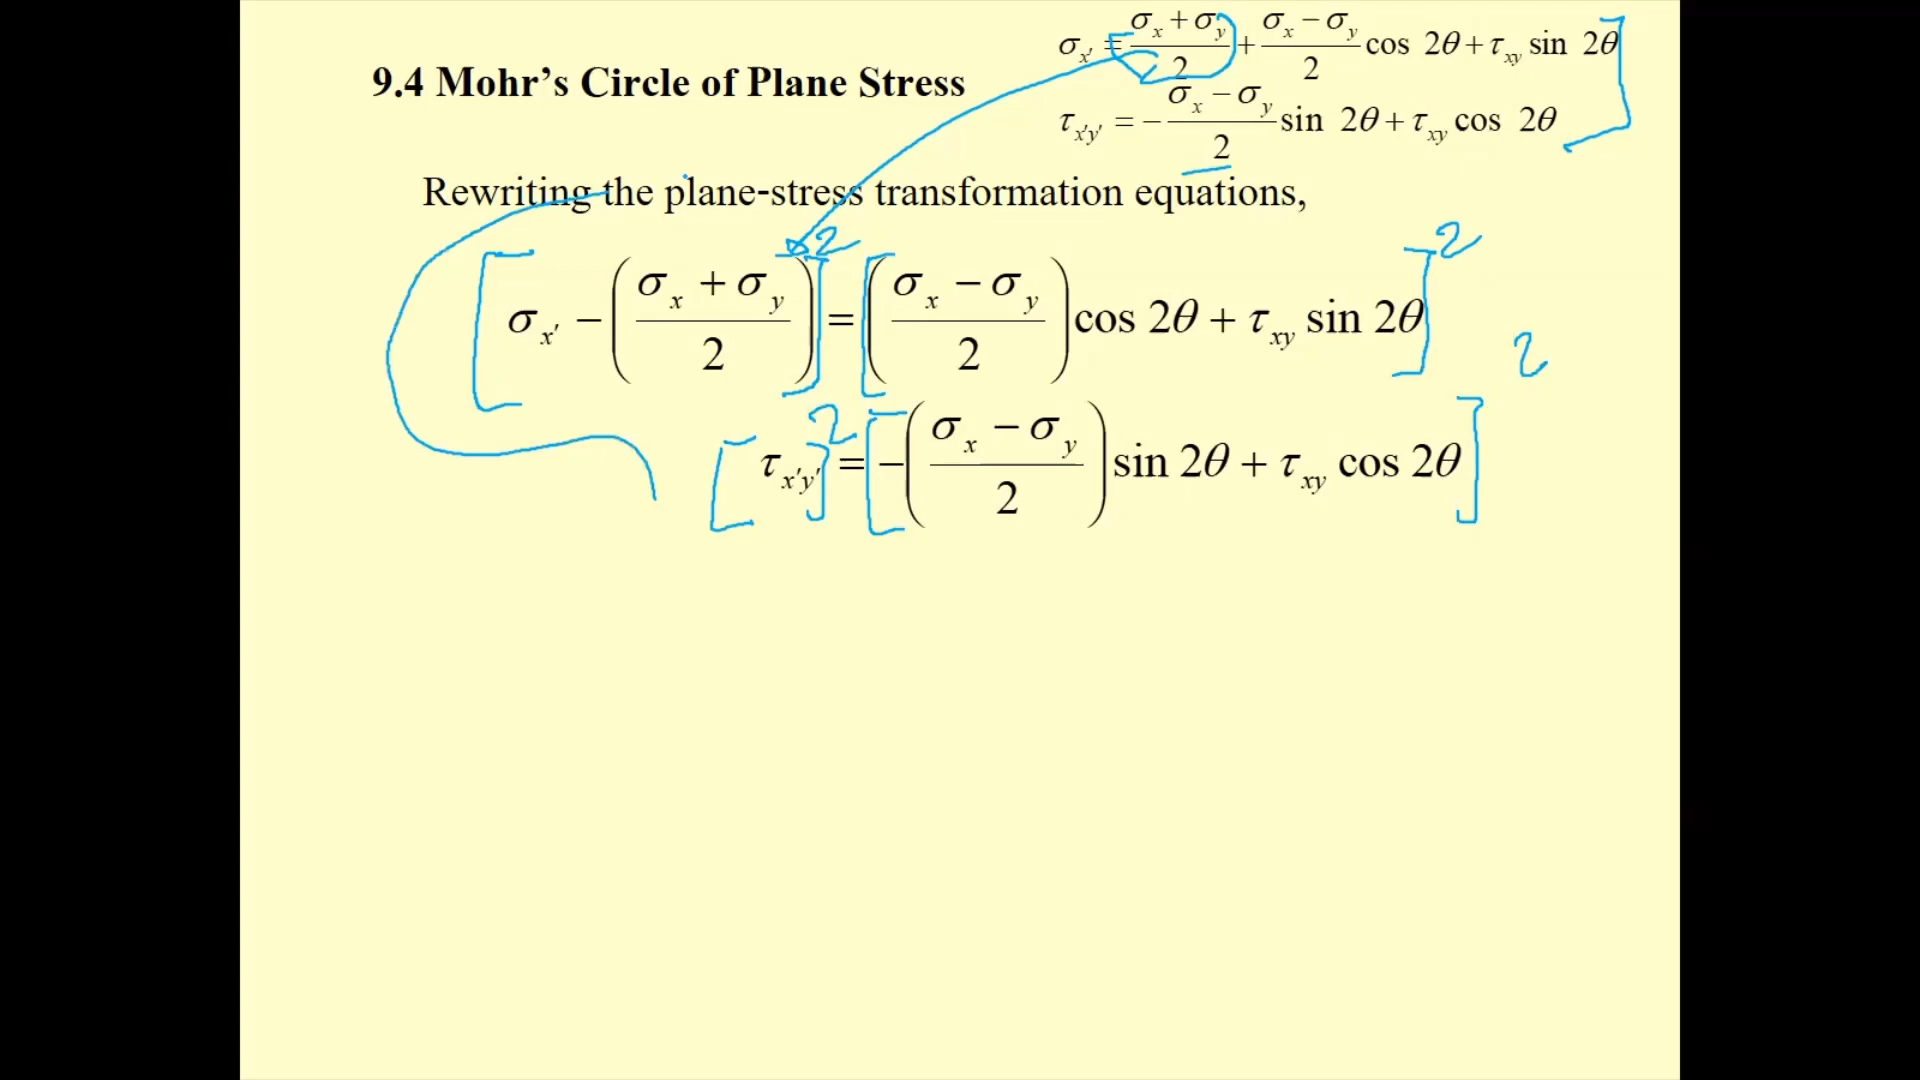 σx' = (σx + σy)/2 + (σx − σy)/2 cos 2θ + τxy sin 2θ
9.4 Mohr’s Circle of Plane Stress
τx'y' = − (σx − σy)/2 sin 2θ + τxy cos 2θ
Rewriting the plane-stress transformation equations,
[σx' − ((σx + σy)/2)]² = [((σx − σy)/2) cos 2θ + τxy sin 2θ]²
[τx'y']² = [−((σx − σy)/2) sin 2θ + τxy cos 2θ]²